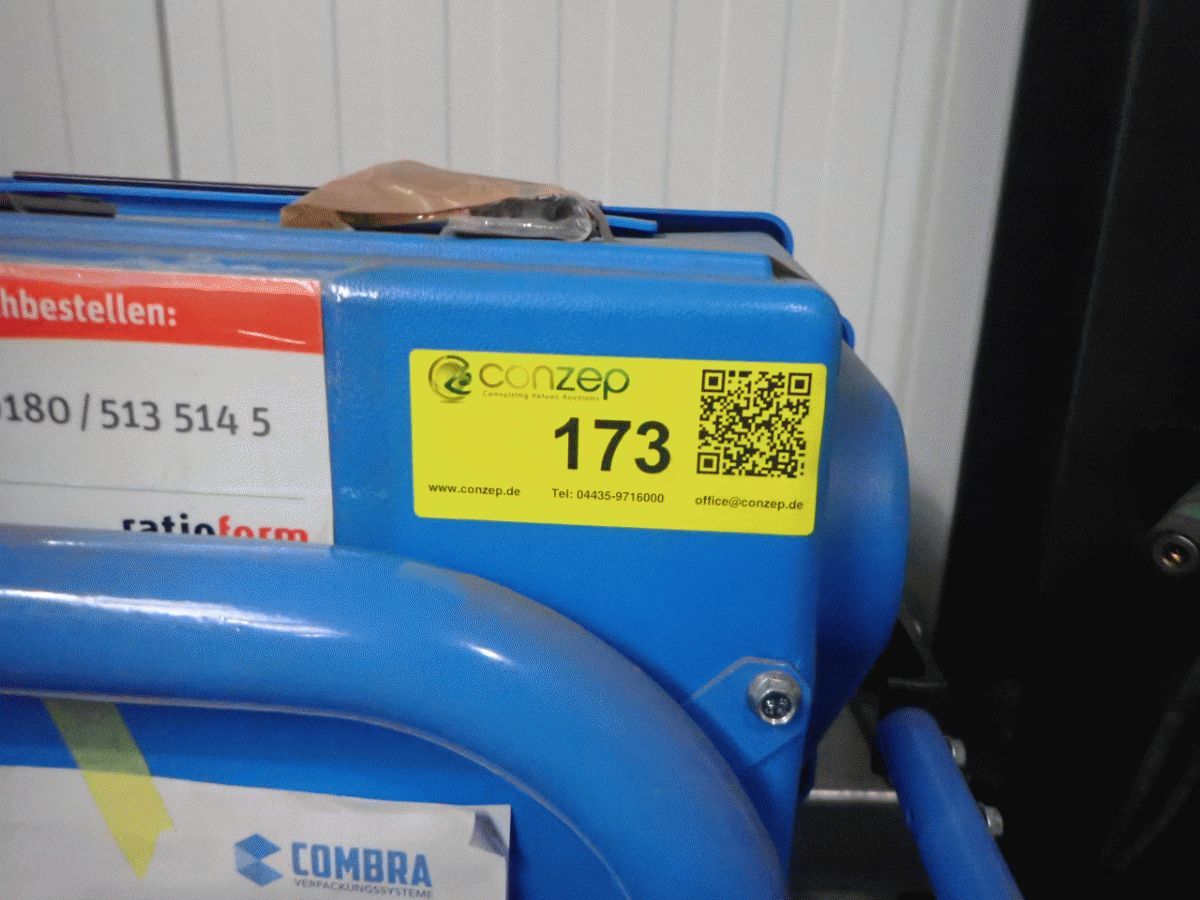 hbestellen:
180 / 513 514 5
ratioform
conzep
Consulting Values Auctions
173
www.conzep.de Tel: 04435-9716000 office@conzep.de
COMBRA
VERPACKUNGSSYSTEME